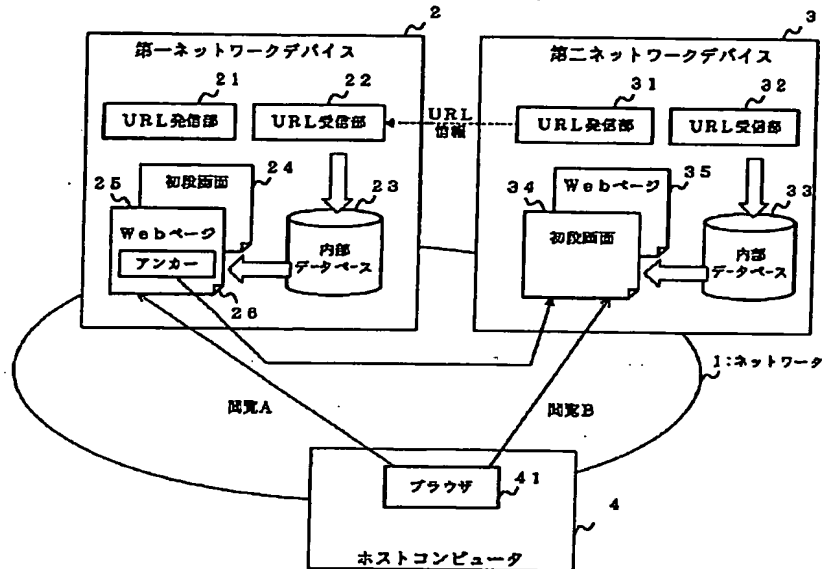 2
第一ネットワークデバイス
21
22
URL発信部
URL受信部
24
初段画面
25
Webページ
アンカー
26
23
内部
データベース
URL
情報
3
第二ネットワークデバイス
31
32
URL発信部
URL受信部
35
Webページ
34
初段画面
33
内部
データベース
1:ネットワータ
閲覧A
閲覧B
ブラウザ
41
4
ホストコンピュータ